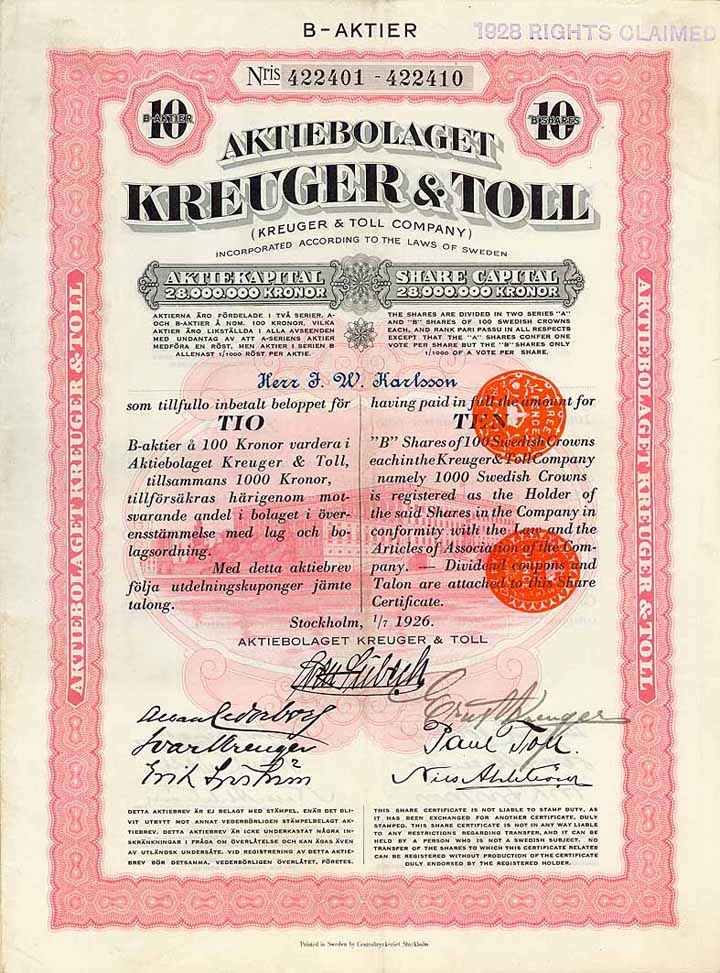 B-AKTIER
1928 RIGHTS CLAIMED
Nris 422401 - 422410
10
B-AKTIER
10
"B"SHARES
AKTIEBOLAGET
KREUGER & TOLL
(KREUGER & TOLL COMPANY)
INCORPORATED ACCORDING TO THE LAWS OF SWEDEN
AKTIEKAPITAL
28.000.000 KRONOR
SHARE CAPITAL
28.000.000 KRONOR
AKTIERNA ÄRO FÖRDELADE I TVÅ SERIER, A-
OCH B-AKTIER Å NOM. 100 KRONOR, VILKA
AKTIER ÄRO LIKSTÄLLDA I ALLA AVSEENDEN
MED UNDANTAG AV ATT A-SERIENS AKTIER
MEDFÖRA EN RÖST, MEN AKTIER I SERIEN B
ALLENAST 1/1000 RÖST PER AKTIE.
THE SHARES ARE DIVIDED IN TWO SERIES "A"
AND "B" SHARES OF 100 SWEDISH CROWNS
EACH, AND RANK PARI PASSU IN ALL RESPECTS
EXCEPT THAT THE "A" SHARES CONFER ONE
VOTE PER SHARE BUT THE "B" SHARES ONLY
1/1000 OF A VOTE PER SHARE.
Herr F. W. Karlsson
som tillfullo inbetalt beloppet för
TIO
B-aktier å 100 Kronor vardera i
Aktiebolaget Kreuger & Toll,
tillsammans 1000 Kronor,
tillförsäkras härigenom mot-
svarande andel i bolaget i över-
ensstämmelse med lag och bo-
lagsordning.
Med detta aktiebrev
följa utdelningskuponger jämte
talong.
having paid in full the amount for
TEN
"B" Shares of 100 Swedish Crowns
each in the Kreuger & Toll Company
namely 1000 Swedish Crowns
is registered as the Holder of
the said Shares in the Company in
conformity with the Law and the
Articles of Association of the Com-
pany. — Dividend coupons and
Talon are attached to this Share
Certificate.
Stockholm, 1/7 1926.
AKTIEBOLAGET KREUGER & TOLL
Ernst Kreuger
Ivar Kreuger
Paul Toll.
Erik Sjöström
Nils Ahlström
DETTA AKTIEBREV ÄR EJ BELAGT MED STÄMPEL, ENÄR DET BLI-
VIT UTBYTT MOT ANNAT VEDERBÖRLIGEN STÄMPELBELAGT AK-
TIEBREV. DETTA AKTIEBREV ÄR ICKE UNDERKASTAT NÅGRA IN-
SKRÄNKNINGAR I FRÅGA OM ÖVERLÅTELSE OCH KAN ÄGAS ÄVEN
AV UTLÄNDSK UNDERSÅTE. VID REGISTRERING AV DETTA AKTIE-
BREV BÖR DETSAMMA, VEDERBÖRLIGEN ÖVERLÅTET, FÖRETES.
THIS SHARE CERTIFICATE IS NOT LIABLE TO STAMP DUTY, AS
IT HAS BEEN EXCHANGED FOR ANOTHER CERTIFICATE, DULY
STAMPED. THIS SHARE CERTIFICATE IS NOT IN ANY WAY LIABLE
TO ANY RESTRICTIONS REGARDING TRANSFER, AND IT CAN BE
HELD BY A PERSON WHO IS NOT A SWEDISH SUBJECT. NO
TRANSFER OF THE SHARES TO WHICH THIS CERTIFICATE RELATES
CAN BE REGISTERED WITHOUT PRODUCTION OF THE CERTIFICATE
DULY ENDORSED BY THE REGISTERED HOLDER.
AKTIEBOLAGET KREUGER & TOLL
AKTIEBOLAGET KREUGER & TOLL
Printed in Sweden by Centraltryckeriet Stockholm